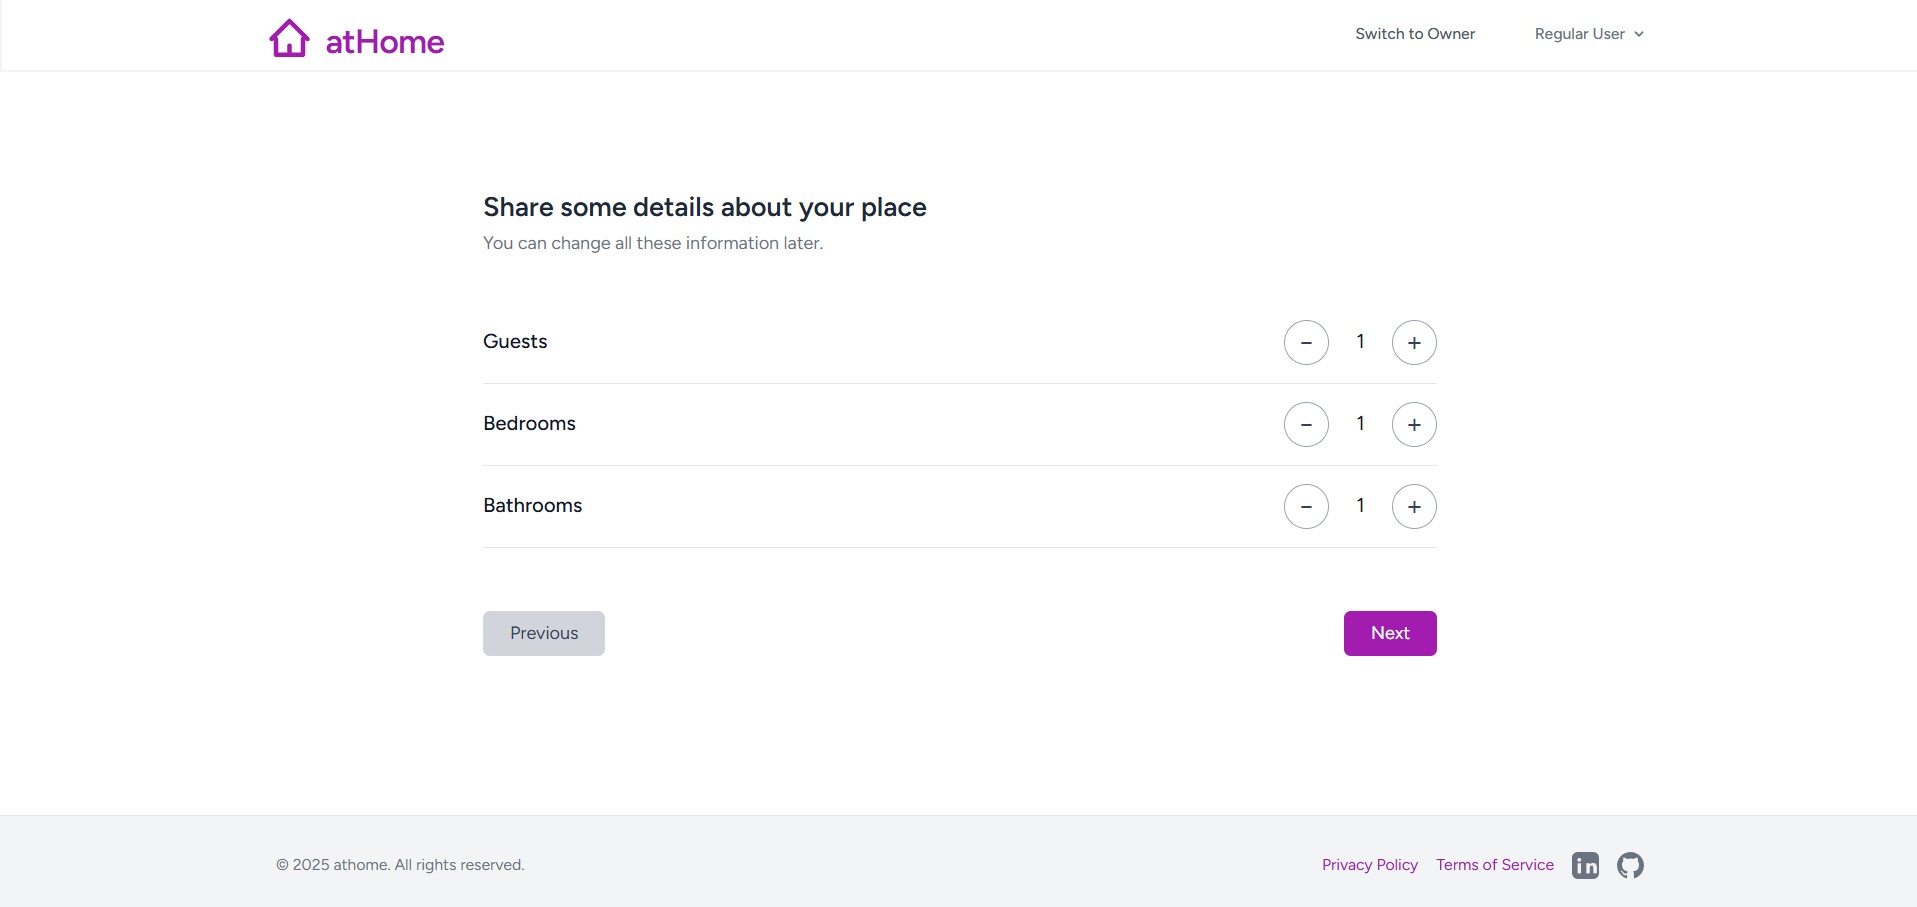 atHome
Switch to Owner
Regular User
Share some details about your place
You can change all these information later.
Guests
− 1 +
Bedrooms
− 1 +
Bathrooms
− 1 +
Previous
Next
© 2025 athome. All rights reserved.
Privacy Policy
Terms of Service
in